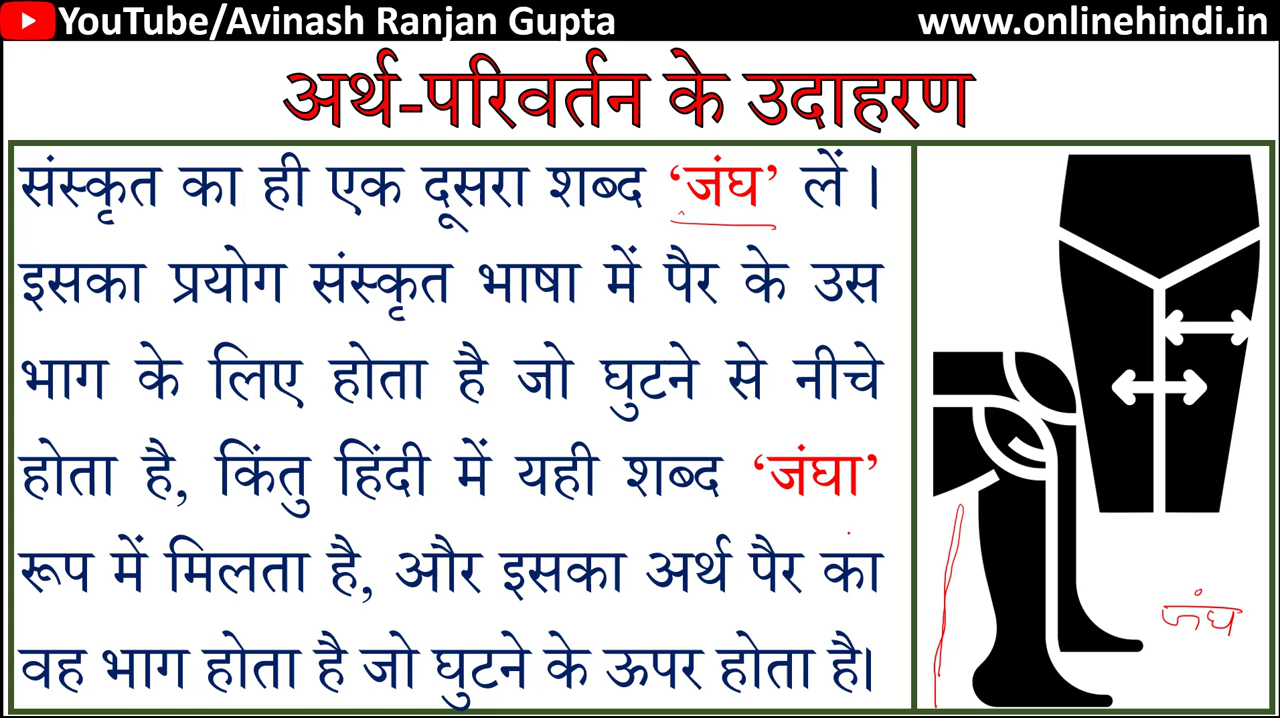 YouTube/Avinash Ranjan Gupta www.onlinehindi.in
अर्थ-परिवर्तन के उदाहरण
संस्कृत का ही एक दूसरा शब्द ‘जंघ’ लें ।
इसका प्रयोग संस्कृत भाषा में पैर के उस
भाग के लिए होता है जो घुटने से नीचे
होता है, किंतु हिंदी में यही शब्द ‘जंघा’
रूप में मिलता है, और इसका अर्थ पैर का
वह भाग होता है जो घुटने के ऊपर होता है।
जंघ